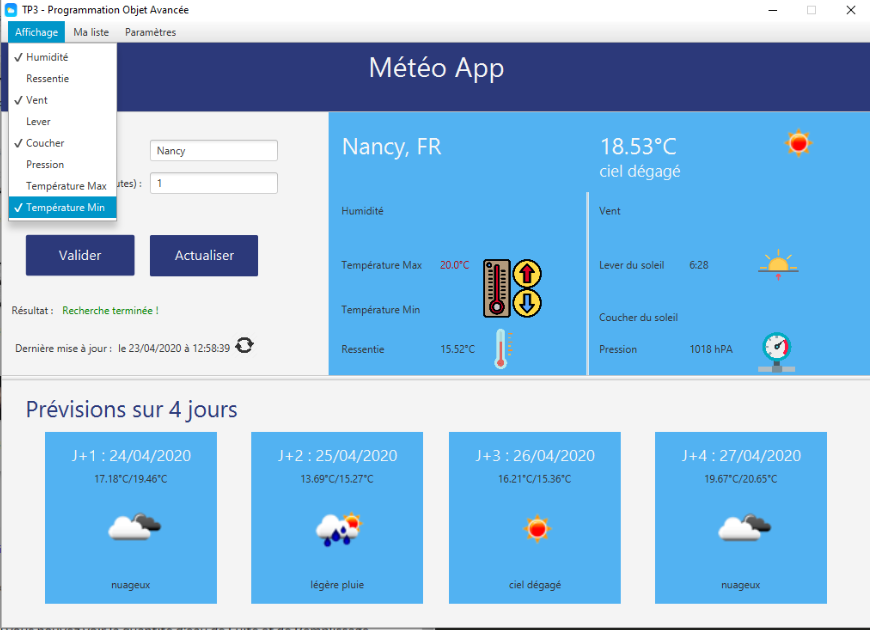 TP3 - Programmation Objet Avancée
Affichage Ma liste Paramètres
Météo App
✓ Humidité
Ressentie
✓ Vent
Lever
✓ Coucher
Pression
Température Max
✓ Température Min
Nancy
utes) : 1
Valider Actualiser
Résultat : Recherche terminée !
Dernière mise à jour : le 23/04/2020 à 12:58:39
Nancy, FR
18.53°C
ciel dégagé
Humidité
Température Max 20.0°C
Température Min
Ressentie 15.52°C
Vent
Lever du soleil 6:28
Coucher du soleil
Pression 1018 hPA
Prévisions sur 4 jours
J+1 : 24/04/2020
17.18°C/19.46°C
nuageux
J+2 : 25/04/2020
13.69°C/15.27°C
légère pluie
J+3 : 26/04/2020
16.21°C/15.36°C
ciel dégagé
J+4 : 27/04/2020
19.67°C/20.65°C
nuageux